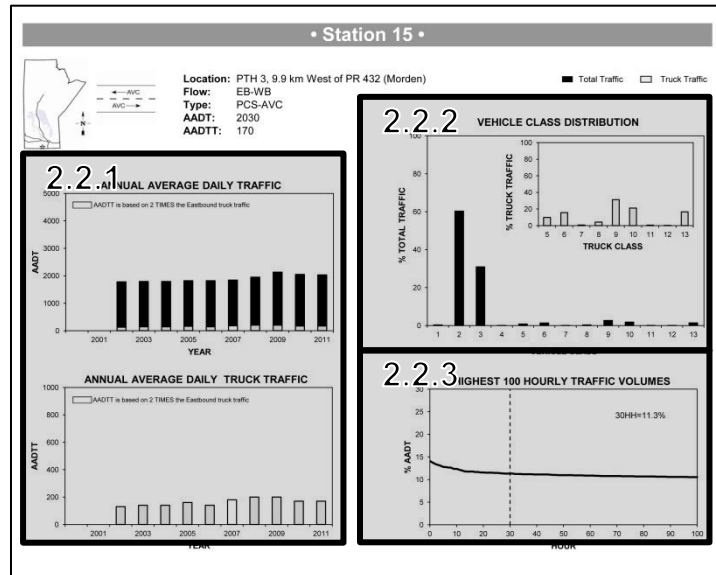 • Station 15 •
Location: PTH 3, 9.9 km West of PR 432 (Morden)
Flow: EB-WB
Type: PCS-AVC
AADT: 2030
AADTT: 170
AVC
AVC
N
Total Traffic
Truck Traffic
2.2.1
ANNUAL AVERAGE DAILY TRAFFIC
AADTT is based on 2 TIMES the Eastbound truck traffic
AADT
5000
4000
3000
2000
1000
0
2001 2003 2005 2007 2009 2011
YEAR
ANNUAL AVERAGE DAILY TRUCK TRAFFIC
AADTT is based on 2 TIMES the Eastbound truck traffic
AADTT
1000
800
600
400
200
0
2001 2003 2005 2007 2009 2011
YEAR
2.2.2
VEHICLE CLASS DISTRIBUTION
% TOTAL TRAFFIC
100
80
60
40
20
0
1 2 3 4 5 6 7 8 9 10 11 12 13
VEHICLE CLASS
% TRUCK TRAFFIC
100
80
60
40
20
0
5 6 7 8 9 10 11 12 13
TRUCK CLASS
2.2.3
HIGHEST 100 HOURLY TRAFFIC VOLUMES
30HH=11.3%
% AADT
30
25
20
15
10
5
0
0 10 20 30 40 50 60 70 80 90 100
HOUR